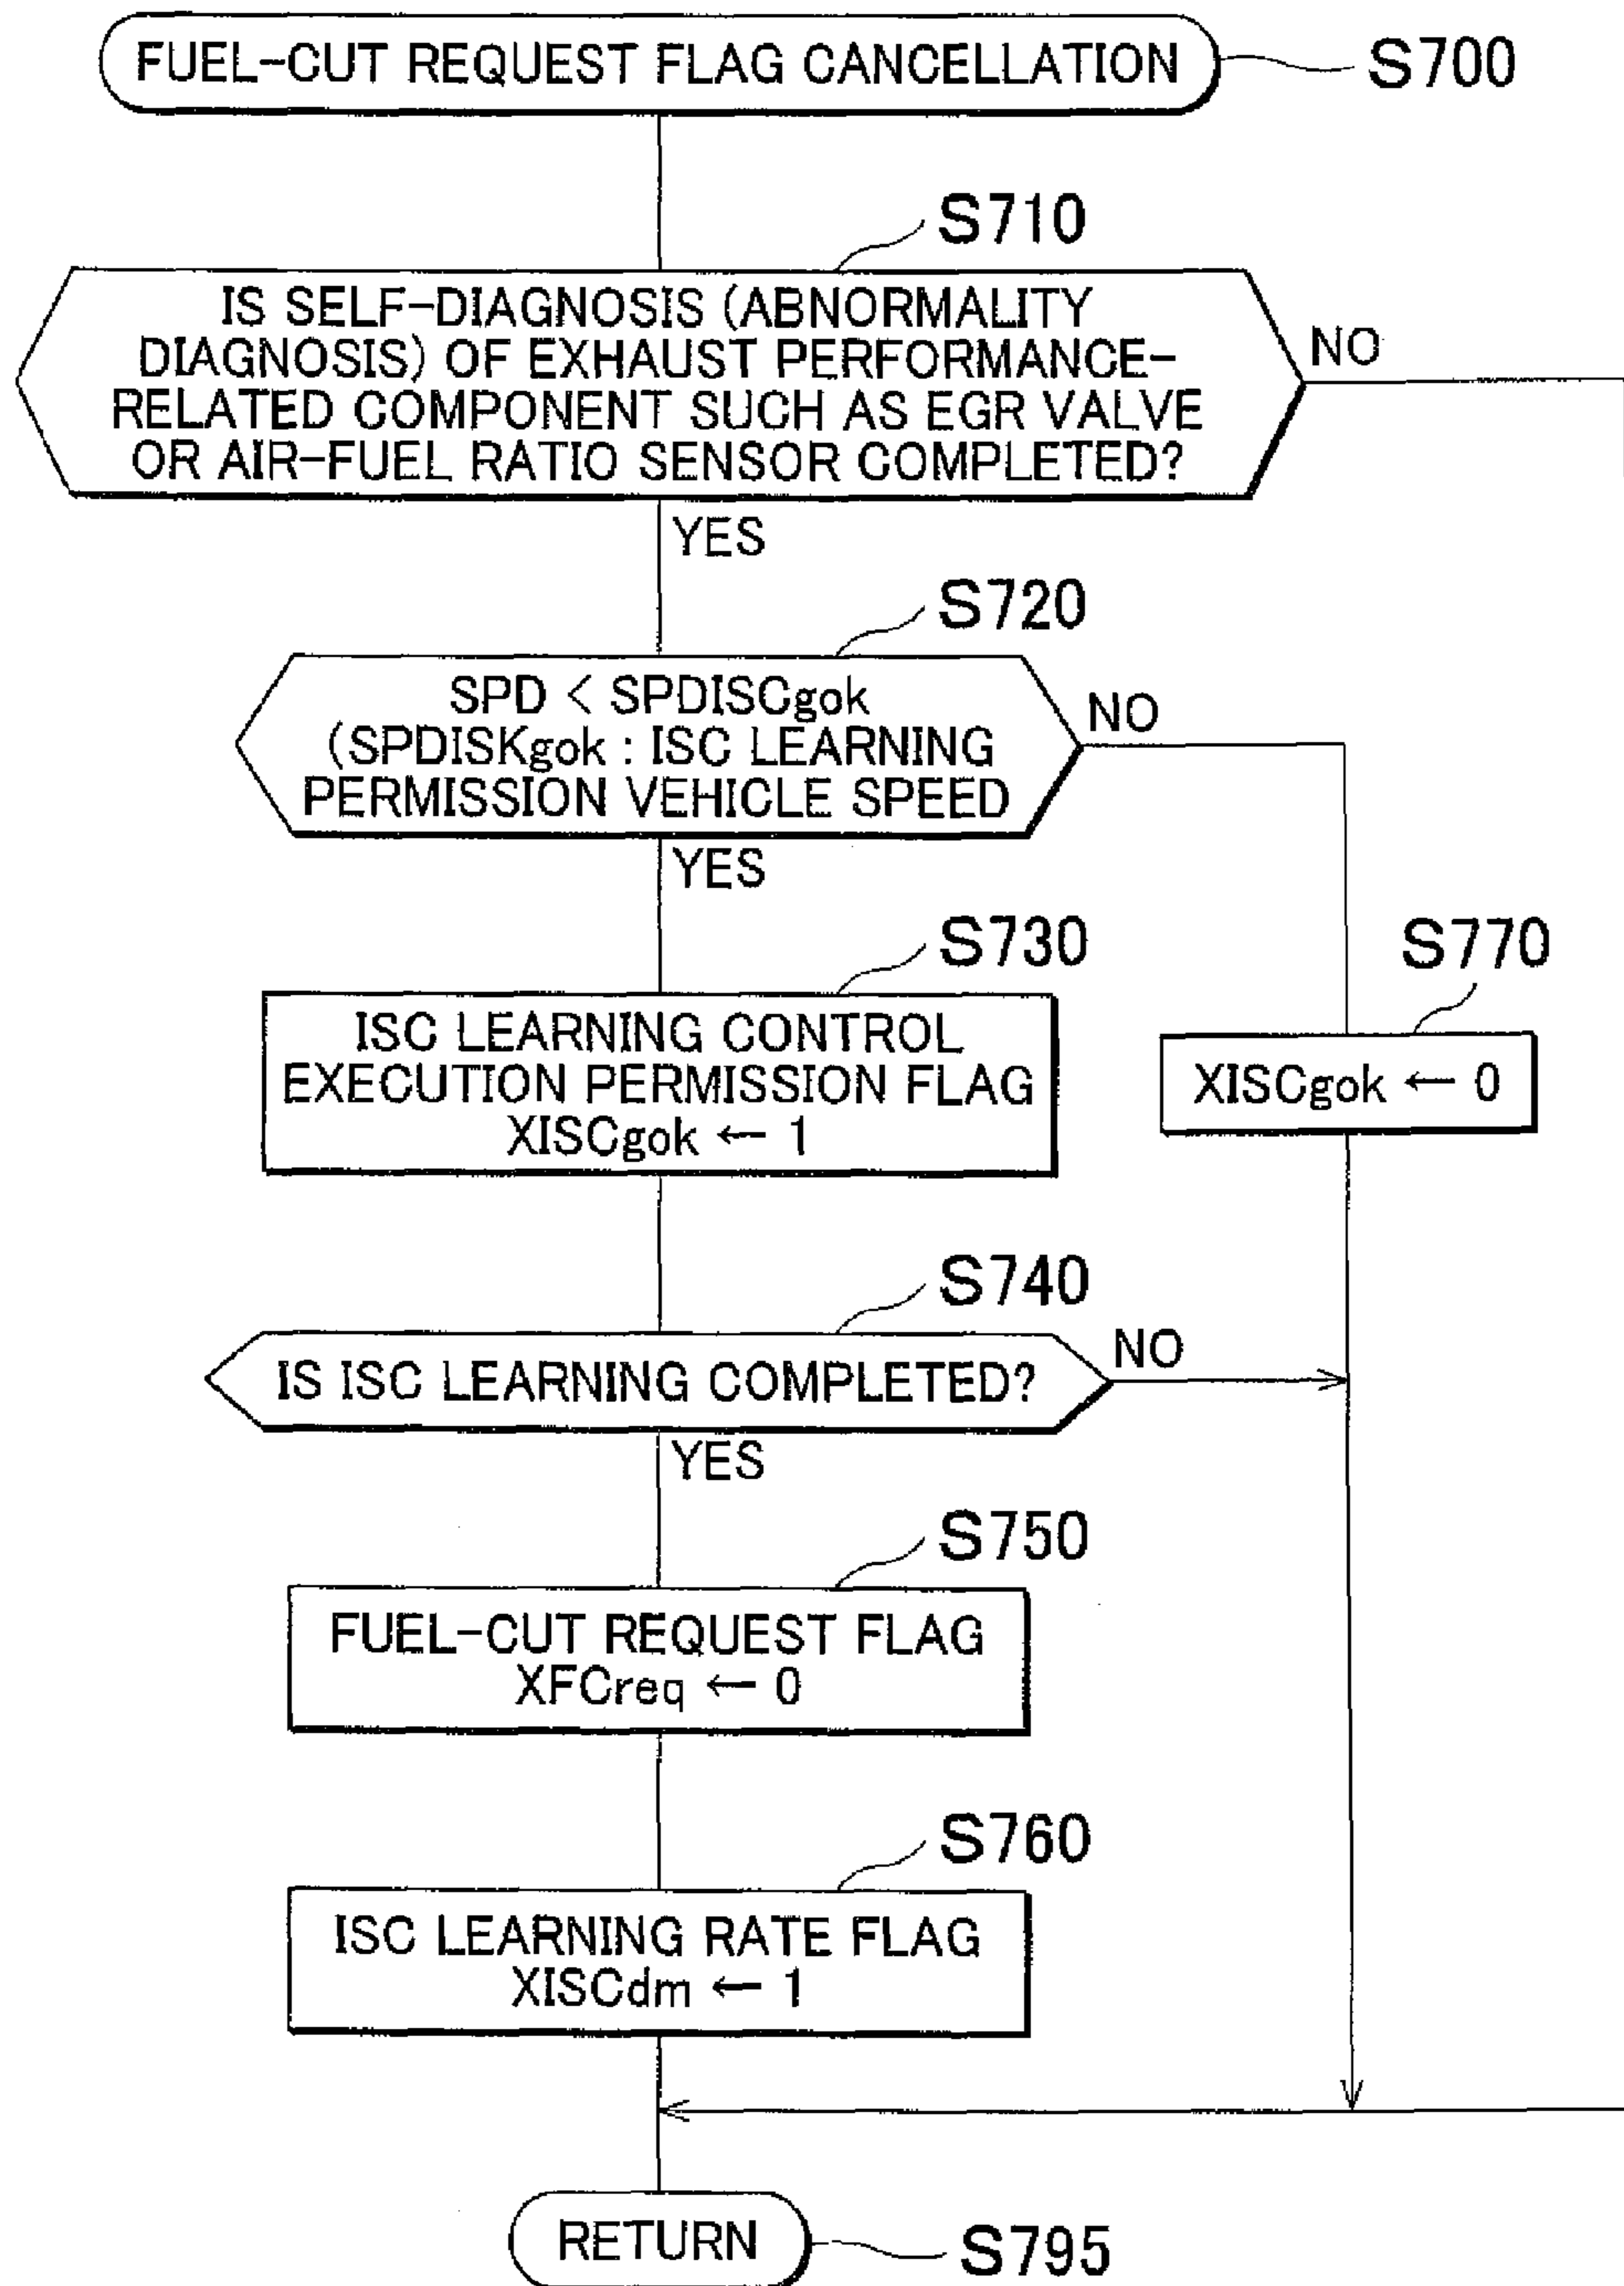 FUEL-CUT REQUEST FLAG CANCELLATION
S700
S710
IS SELF-DIAGNOSIS (ABNORMALITY
DIAGNOSIS) OF EXHAUST PERFORMANCE-
RELATED COMPONENT SUCH AS EGR VALVE
OR AIR-FUEL RATIO SENSOR COMPLETED?
NO
YES
S720
SPD < SPDISCgok
(SPDISKgok : ISC LEARNING
PERMISSION VEHICLE SPEED
NO
YES
S730
ISC LEARNING CONTROL
EXECUTION PERMISSION FLAG
XISCgok ← 1
S770
XISCgok ← 0
S740
IS ISC LEARNING COMPLETED?
NO
YES
S750
FUEL-CUT REQUEST FLAG
XFCreq ← 0
S760
ISC LEARNING RATE FLAG
XISCdm ← 1
RETURN
S795